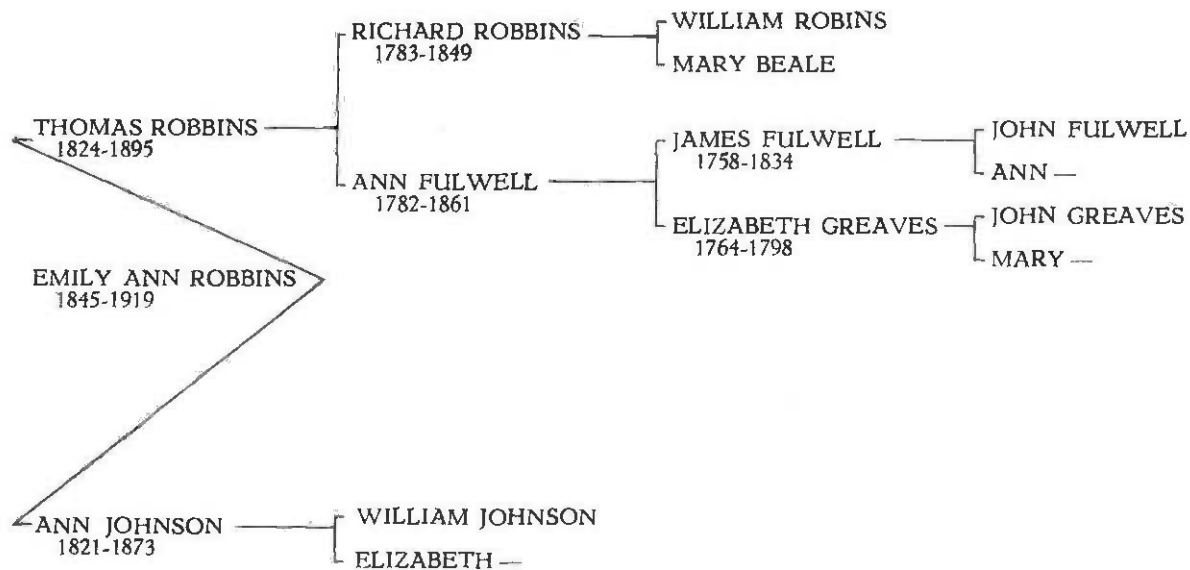 RICHARD ROBBINS
1783-1849
WILLIAM ROBINS
MARY BEALE
THOMAS ROBBINS
1824-1895
ANN FULWELL
1782-1861
JAMES FULWELL
1758-1834
JOHN FULWELL
ANN —
ELIZABETH GREAVES
1764-1798
JOHN GREAVES
MARY —
EMILY ANN ROBBINS
1845-1919
ANN JOHNSON
1821-1873
WILLIAM JOHNSON
ELIZABETH —